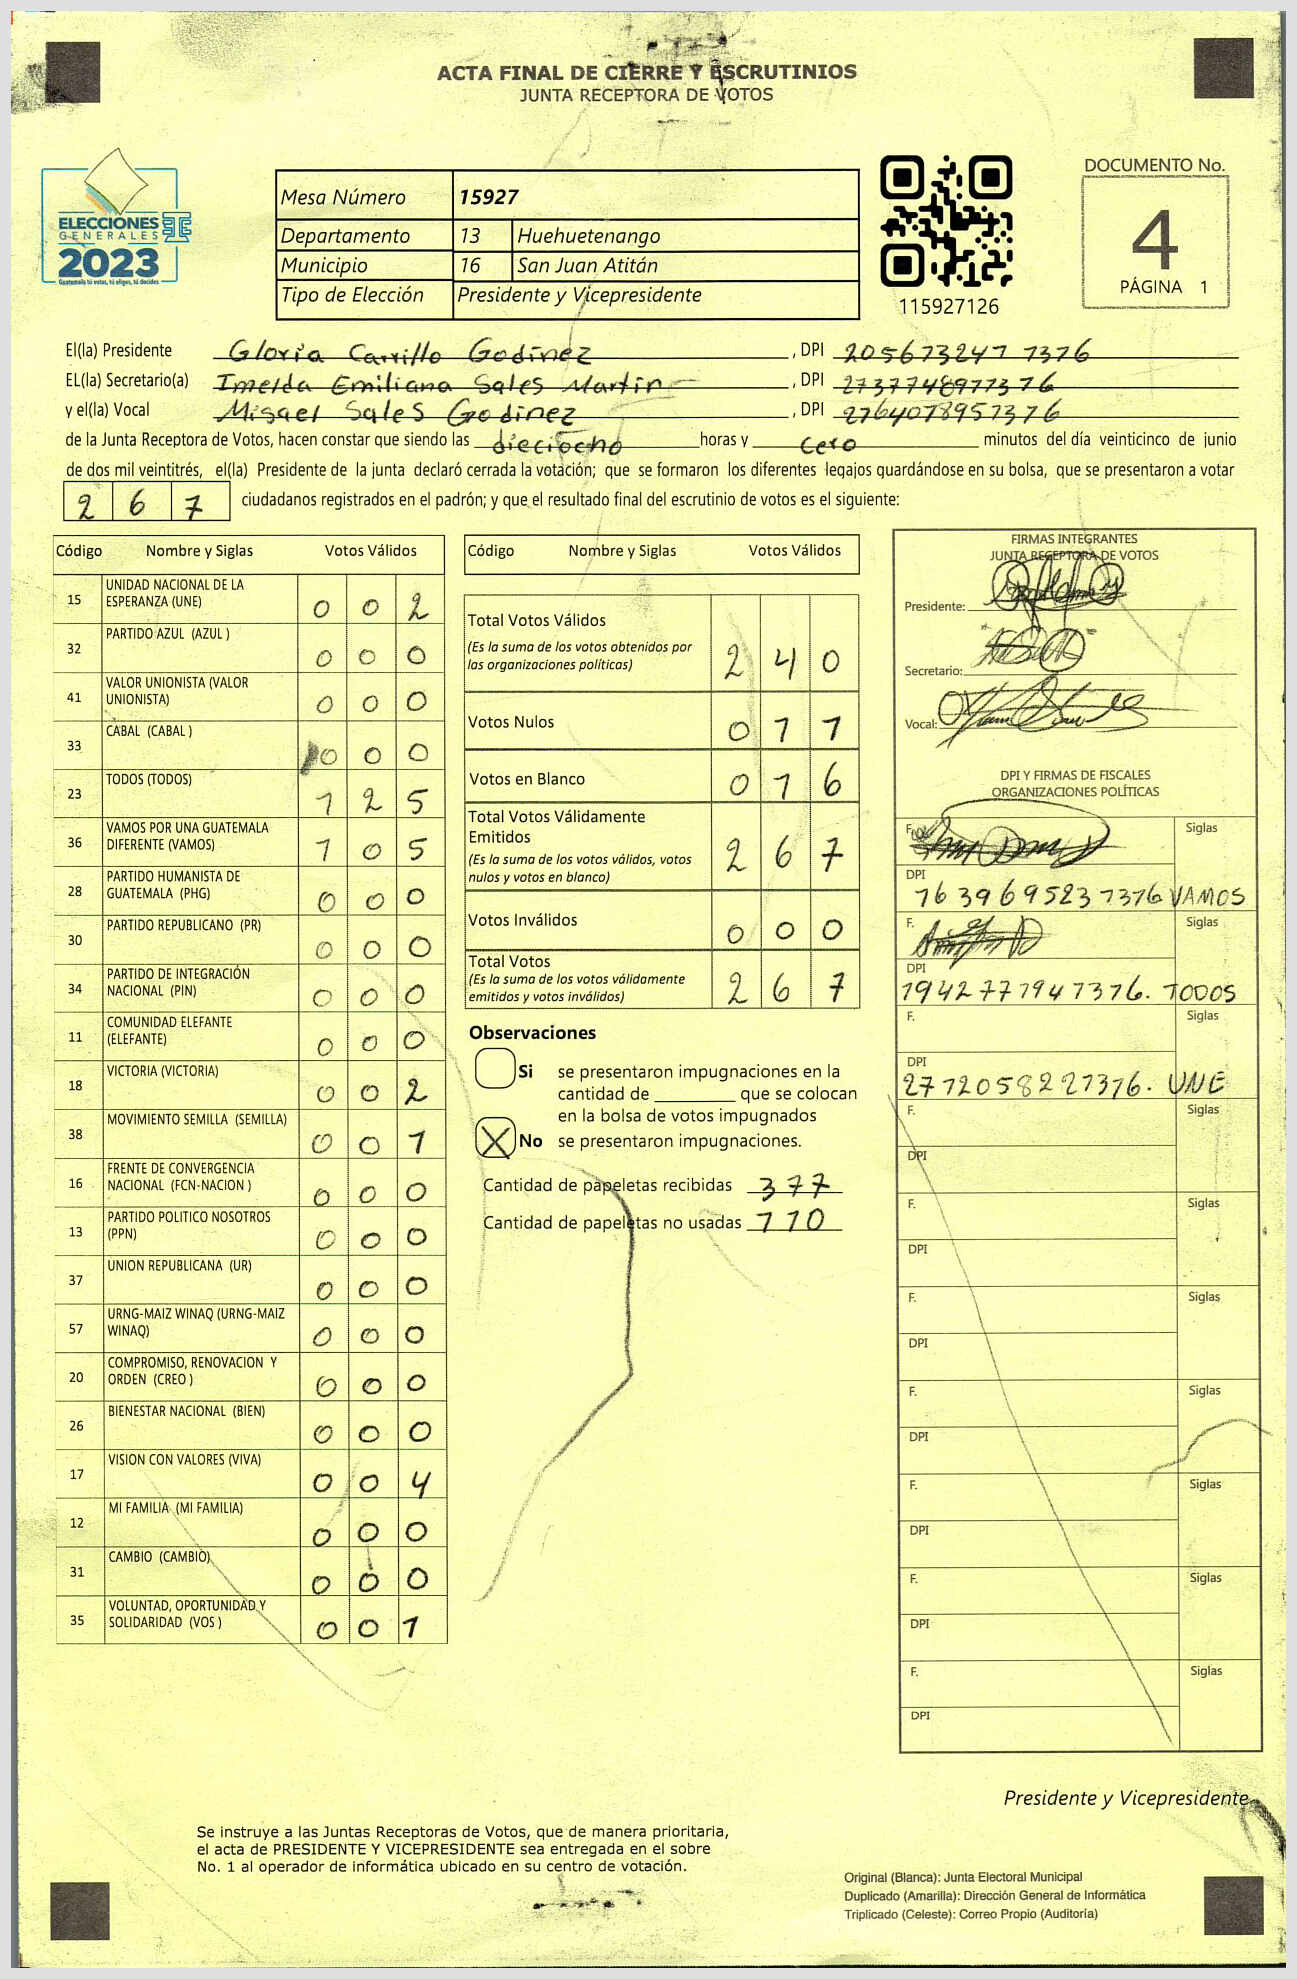 ACTA FINAL DE CIERRE Y ESCRUTINIOS
JUNTA RECEPTORA DE VOTOS
ELECCIONES
GENERALES
2023
Guatemala tú votas, tú eliges, tú decides
Mesa Número 15927
Departamento 13 Huehuetenango
Municipio 16 San Juan Atitán
Tipo de Elección Presidente y Vicepresidente
115927126
DOCUMENTO No.
4
PÁGINA 1
El(la) Presidente Gloria Carrillo Godínez, DPI 205673247 7376
EL(la) Secretario(a) Imelda Emiliana Sales Martín, DPI 2737748977376
y el(la) Vocal Misael Sales Godínez, DPI 2764078957376
de la Junta Receptora de Votos, hacen constar que siendo las dieciocho horas y cero minutos del día veinticinco de junio
de dos mil veintitrés, el(la) Presidente de la junta declaró cerrada la votación; que se formaron los diferentes legajos guardándose en su bolsa, que se presentaron a votar
267 ciudadanos registrados en el padrón; y que el resultado final del escrutinio de votos es el siguiente:
Código Nombre y Siglas Votos Válidos
15 UNIDAD NACIONAL DE LA ESPERANZA (UNE) 0 0 2
32 PARTIDO AZUL (AZUL ) 0 0 0
41 VALOR UNIONISTA (VALOR UNIONISTA) 0 0 0
33 CABAL (CABAL ) 0 0 0
23 TODOS (TODOS) 1 2 5
36 VAMOS POR UNA GUATEMALA DIFERENTE (VAMOS) 1 0 5
28 PARTIDO HUMANISTA DE GUATEMALA (PHG) 0 0 0
30 PARTIDO REPUBLICANO (PR) 0 0 0
34 PARTIDO DE INTEGRACIÓN NACIONAL (PIN) 0 0 0
11 COMUNIDAD ELEFANTE (ELEFANTE) 0 0 0
18 VICTORIA (VICTORIA) 0 0 2
38 MOVIMIENTO SEMILLA (SEMILLA) 0 0 1
16 FRENTE DE CONVERGENCIA NACIONAL (FCN-NACION ) 0 0 0
13 PARTIDO POLITICO NOSOTROS (PPN) 0 0 0
37 UNION REPUBLICANA (UR) 0 0 0
57 URNG-MAIZ WINAQ (URNG-MAIZ WINAQ) 0 0 0
20 COMPROMISO, RENOVACION Y ORDEN (CREO ) 0 0 0
26 BIENESTAR NACIONAL (BIEN) 0 0 0
17 VISION CON VALORES (VIVA) 0 0 4
12 MI FAMILIA (MI FAMILIA) 0 0 0
31 CAMBIO (CAMBIO) 0 0 0
35 VOLUNTAD, OPORTUNIDAD Y SOLIDARIDAD (VOS ) 0 0 1
Código Nombre y Siglas Votos Válidos
Total Votos Válidos
(Es la suma de los votos obtenidos por
las organizaciones políticas) 2 4 0
Votos Nulos 0 1 1
Votos en Blanco 0 1 6
Total Votos Válidamente
Emitidos
(Es la suma de los votos válidos, votos
nulos y votos en blanco) 2 6 7
Votos Inválidos 0 0 0
Total Votos
(Es la suma de los votos válidamente
emitidos y votos inválidos) 2 6 7
Observaciones
Si se presentaron impugnaciones en la
cantidad de ________ que se colocan
en la bolsa de votos impugnados
X No se presentaron impugnaciones.
Cantidad de papeletas recibidas 377
Cantidad de papeletas no usadas 110
FIRMAS INTEGRANTES
JUNTA RECEPTORA DE VOTOS
Presidente:
Secretario:
Vocal:
DPI Y FIRMAS DE FISCALES
ORGANIZACIONES POLÍTICAS
F. Siglas
DPI
1639695237376 VAMOS
F. Siglas
DPI
1942777947376. TODOS
F. Siglas
DPI
2772058227376. UNE
F. Siglas
DPI
F. Siglas
DPI
F. Siglas
DPI
F. Siglas
DPI
F. Siglas
DPI
F. Siglas
DPI
F. Siglas
DPI
Presidente y Vicepresidente
Se instruye a las Juntas Receptoras de Votos, que de manera prioritaria,
el acta de PRESIDENTE Y VICEPRESIDENTE sea entregada en el sobre
No. 1 al operador de informática ubicado en su centro de votación.
Original (Blanca): Junta Electoral Municipal
Duplicado (Amarilla): Dirección General de Informática
Triplicado (Celeste): Correo Propio (Auditoría)